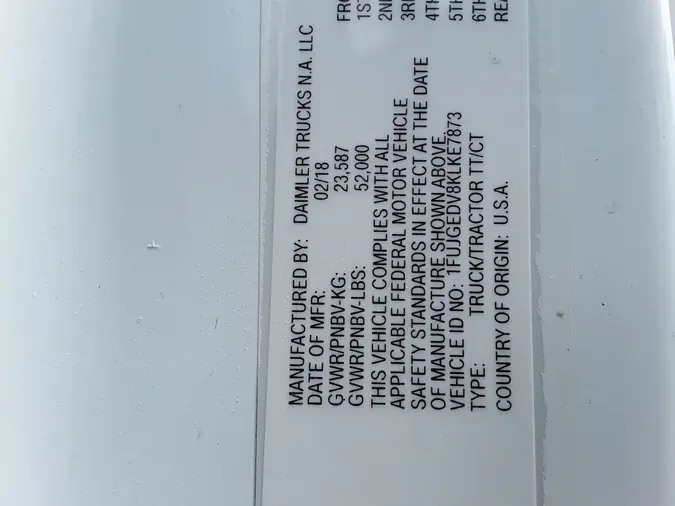 MANUFACTURED BY: DAIMLER TRUCKS N.A. LLC
DATE OF MFR: 02/18
GVWR/PNBV-KG: 23,587
GVWR/PNBV-LBS: 52,000
THIS VEHICLE COMPLIES WITH ALL
APPLICABLE FEDERAL MOTOR VEHICLE
SAFETY STANDARDS IN EFFECT AT THE DATE
OF MANUFACTURE SHOWN ABOVE.
VEHICLE ID NO: 1FUJGEDV8KLKE7873
TYPE: TRUCK/TRACTOR TT/CT
COUNTRY OF ORIGIN: U.S.A.